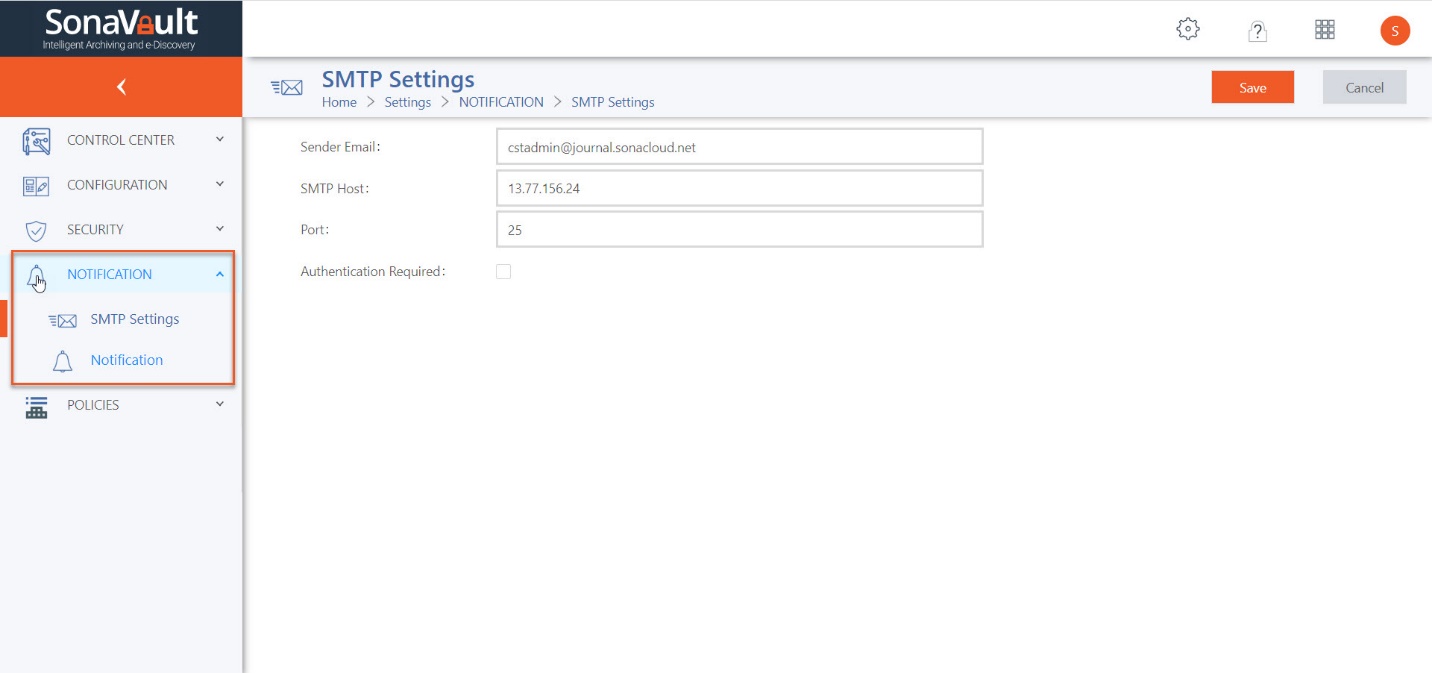 SonaVault
Intelligent Archiving and e-Discovery
?
S
SMTP Settings
Home > Settings > NOTIFICATION > SMTP Settings
Save
Cancel
CONTROL CENTER
CONFIGURATION
SECURITY
NOTIFICATION
SMTP Settings
Notification
POLICIES
Sender Email: cstadmin@journal.sonacloud.net
SMTP Host: 13.77.156.24
Port: 25
Authentication Required: